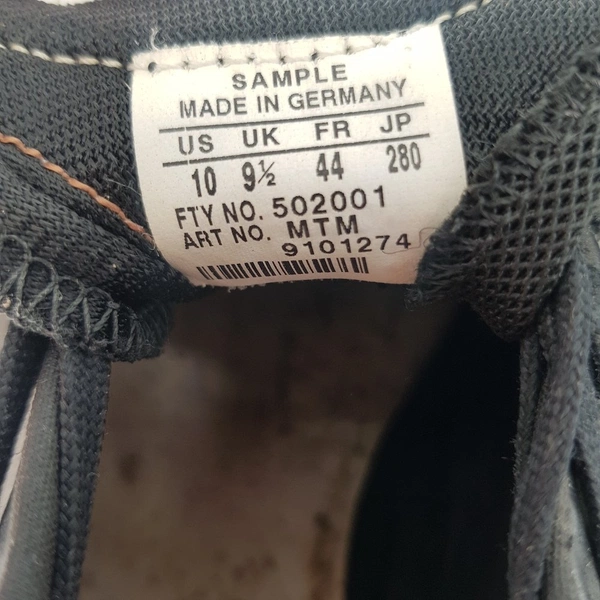 SAMPLE
MADE IN GERMANY
US UK FR JP
10 9½ 44 280
FTY NO. 502001
ART NO. MTM
9101274